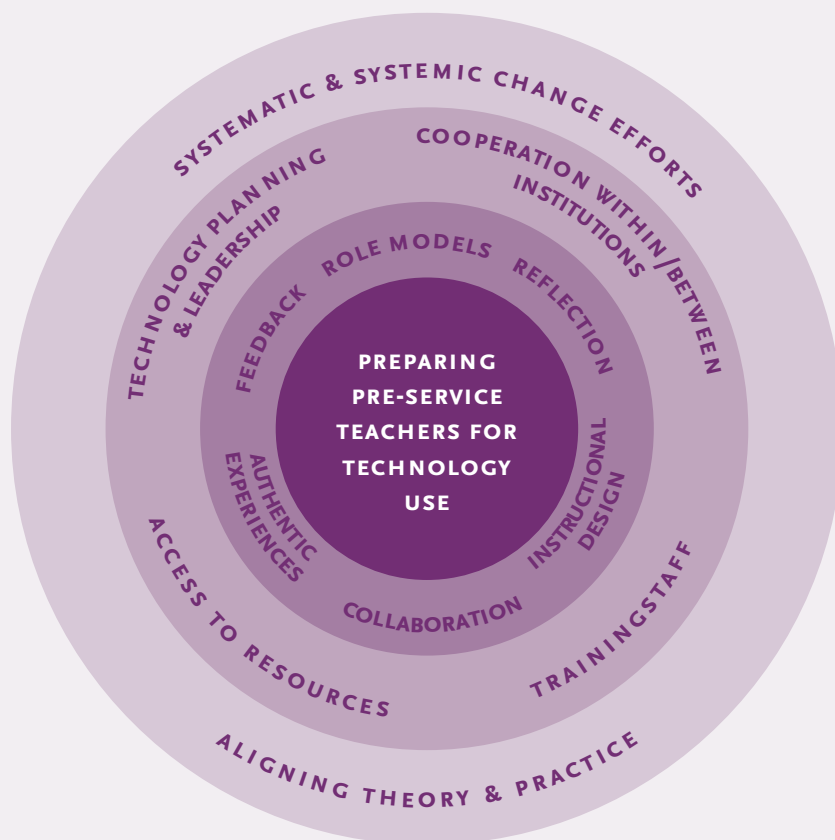 SYSTEMATIC & SYSTEMIC CHANGE EFFORTS
TECHNOLOGY PLANNING
& LEADERSHIP
COOPERATION WITHIN/BETWEEN
INSTITUTIONS
ROLE MODELS
REFLECTION
FEEDBACK
PREPARING
PRE-SERVICE
TEACHERS FOR
TECHNOLOGY
USE
AUTHENTIC
EXPERIENCES
INSTRUCTIONAL
DESIGN
COLLABORATION
ACCESS TO RESOURCES
TRAININGSTAFF
ALIGNING THEORY & PRACTICE